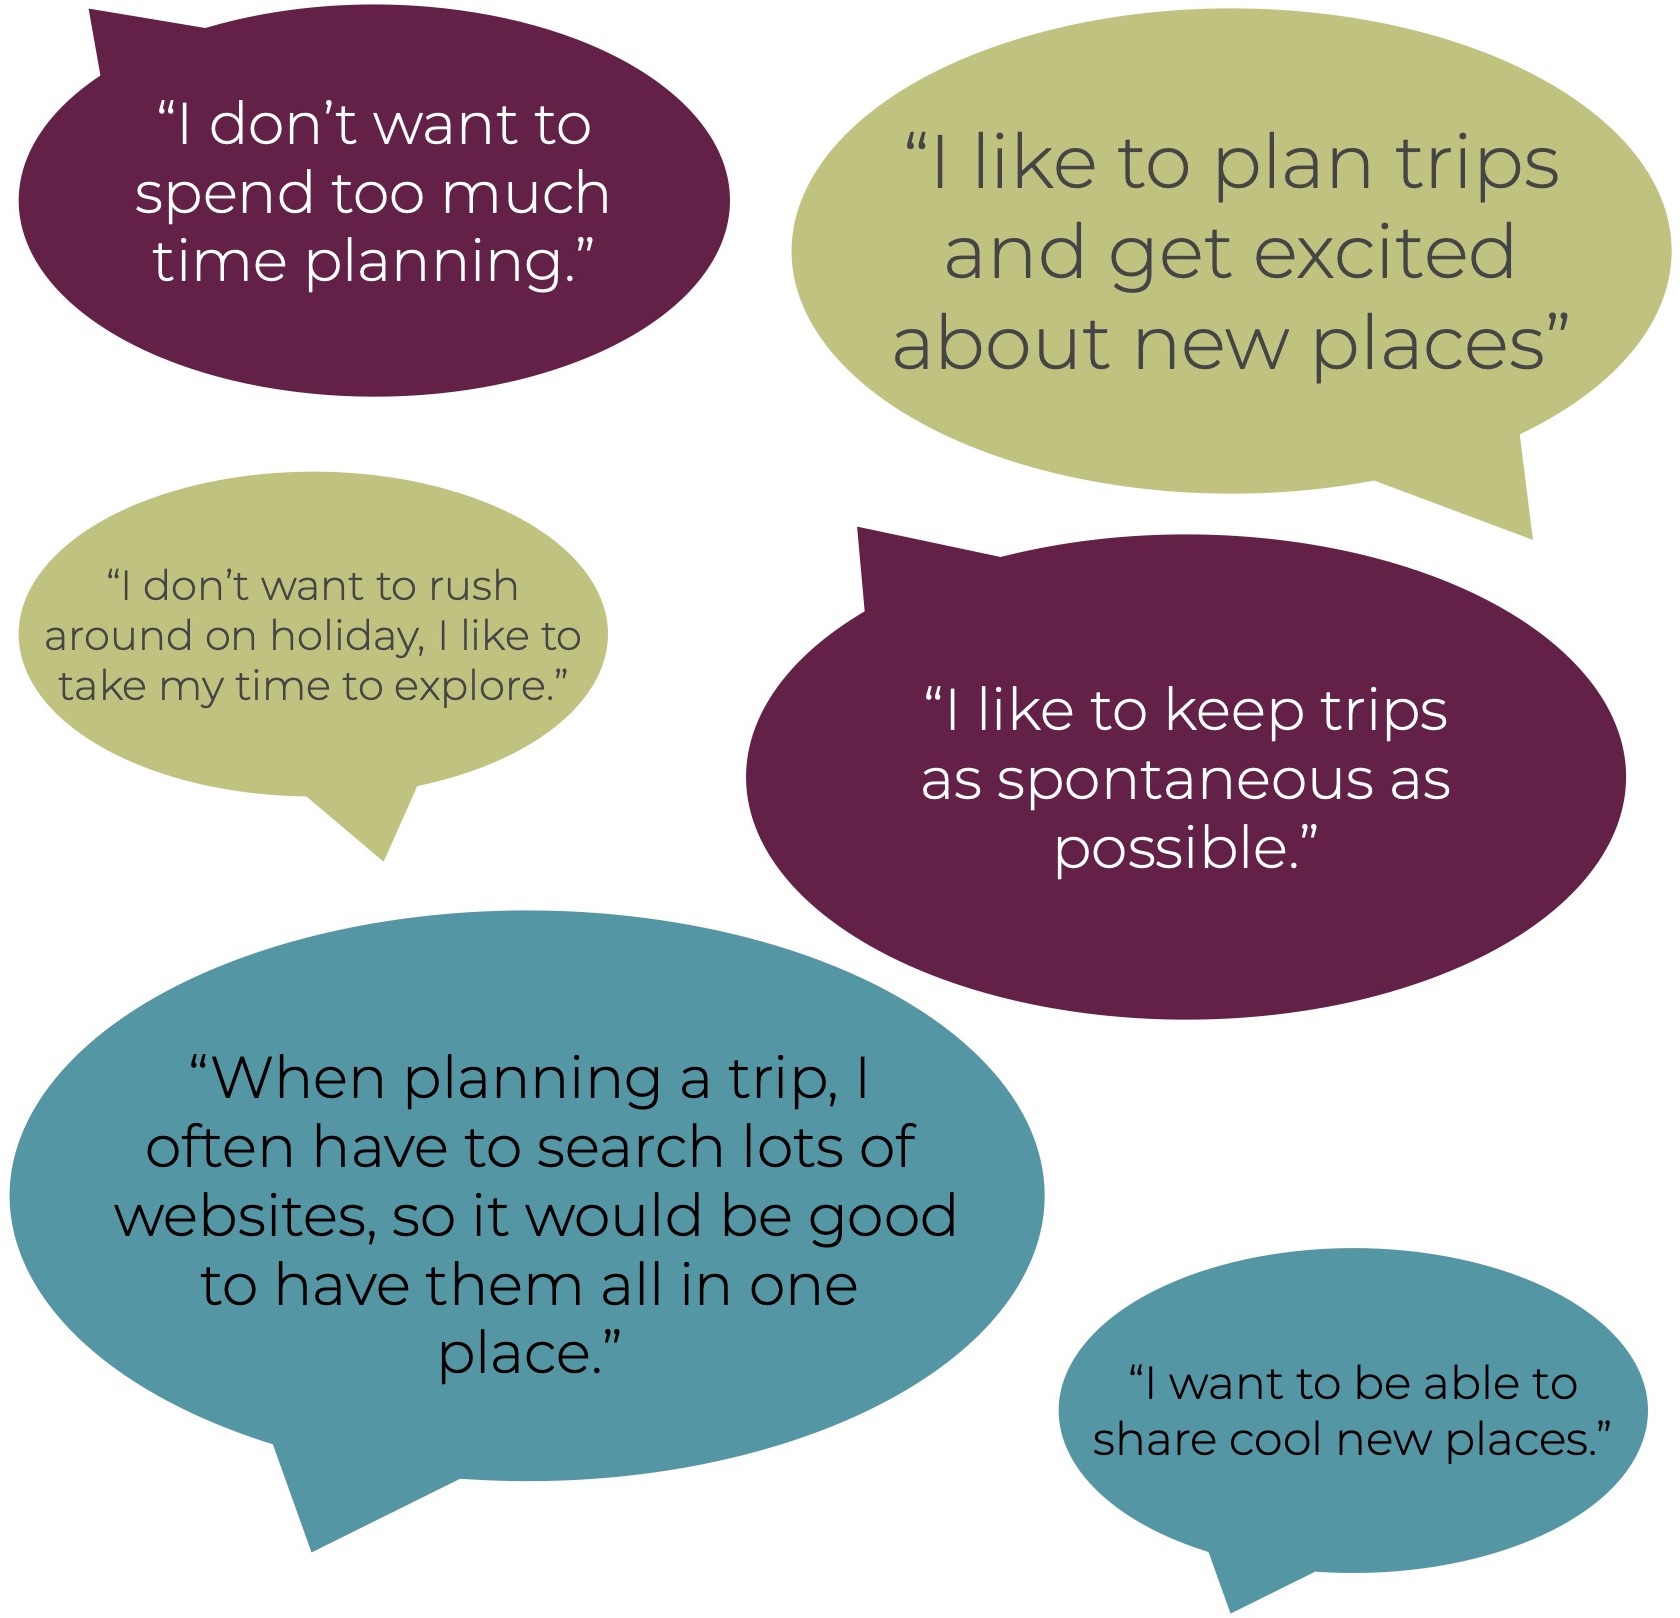 “I don’t want to
spend too much
time planning.”
“I like to plan trips
and get excited
about new places”
“I don’t want to rush
around on holiday, I like to
take my time to explore.”
“I like to keep trips
as spontaneous as
possible.”
“When planning a trip, I
often have to search lots of
websites, so it would be good
to have them all in one
place.”
“I want to be able to
share cool new places.”